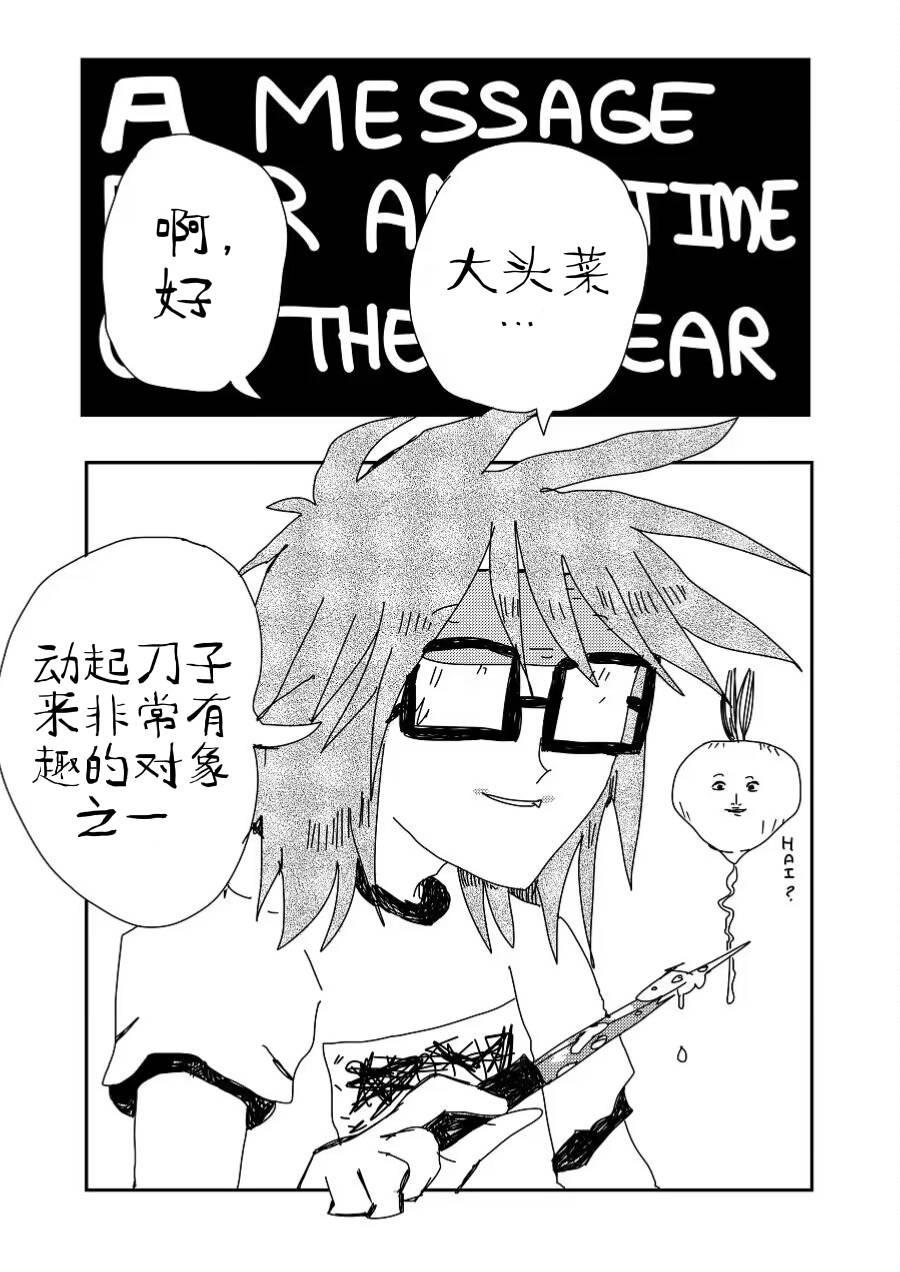 A MESSAGE
R A TIME
THE EAR
啊，
好
大头菜
…
动起刀子
来非常有
趣的对象
之一
HAI?